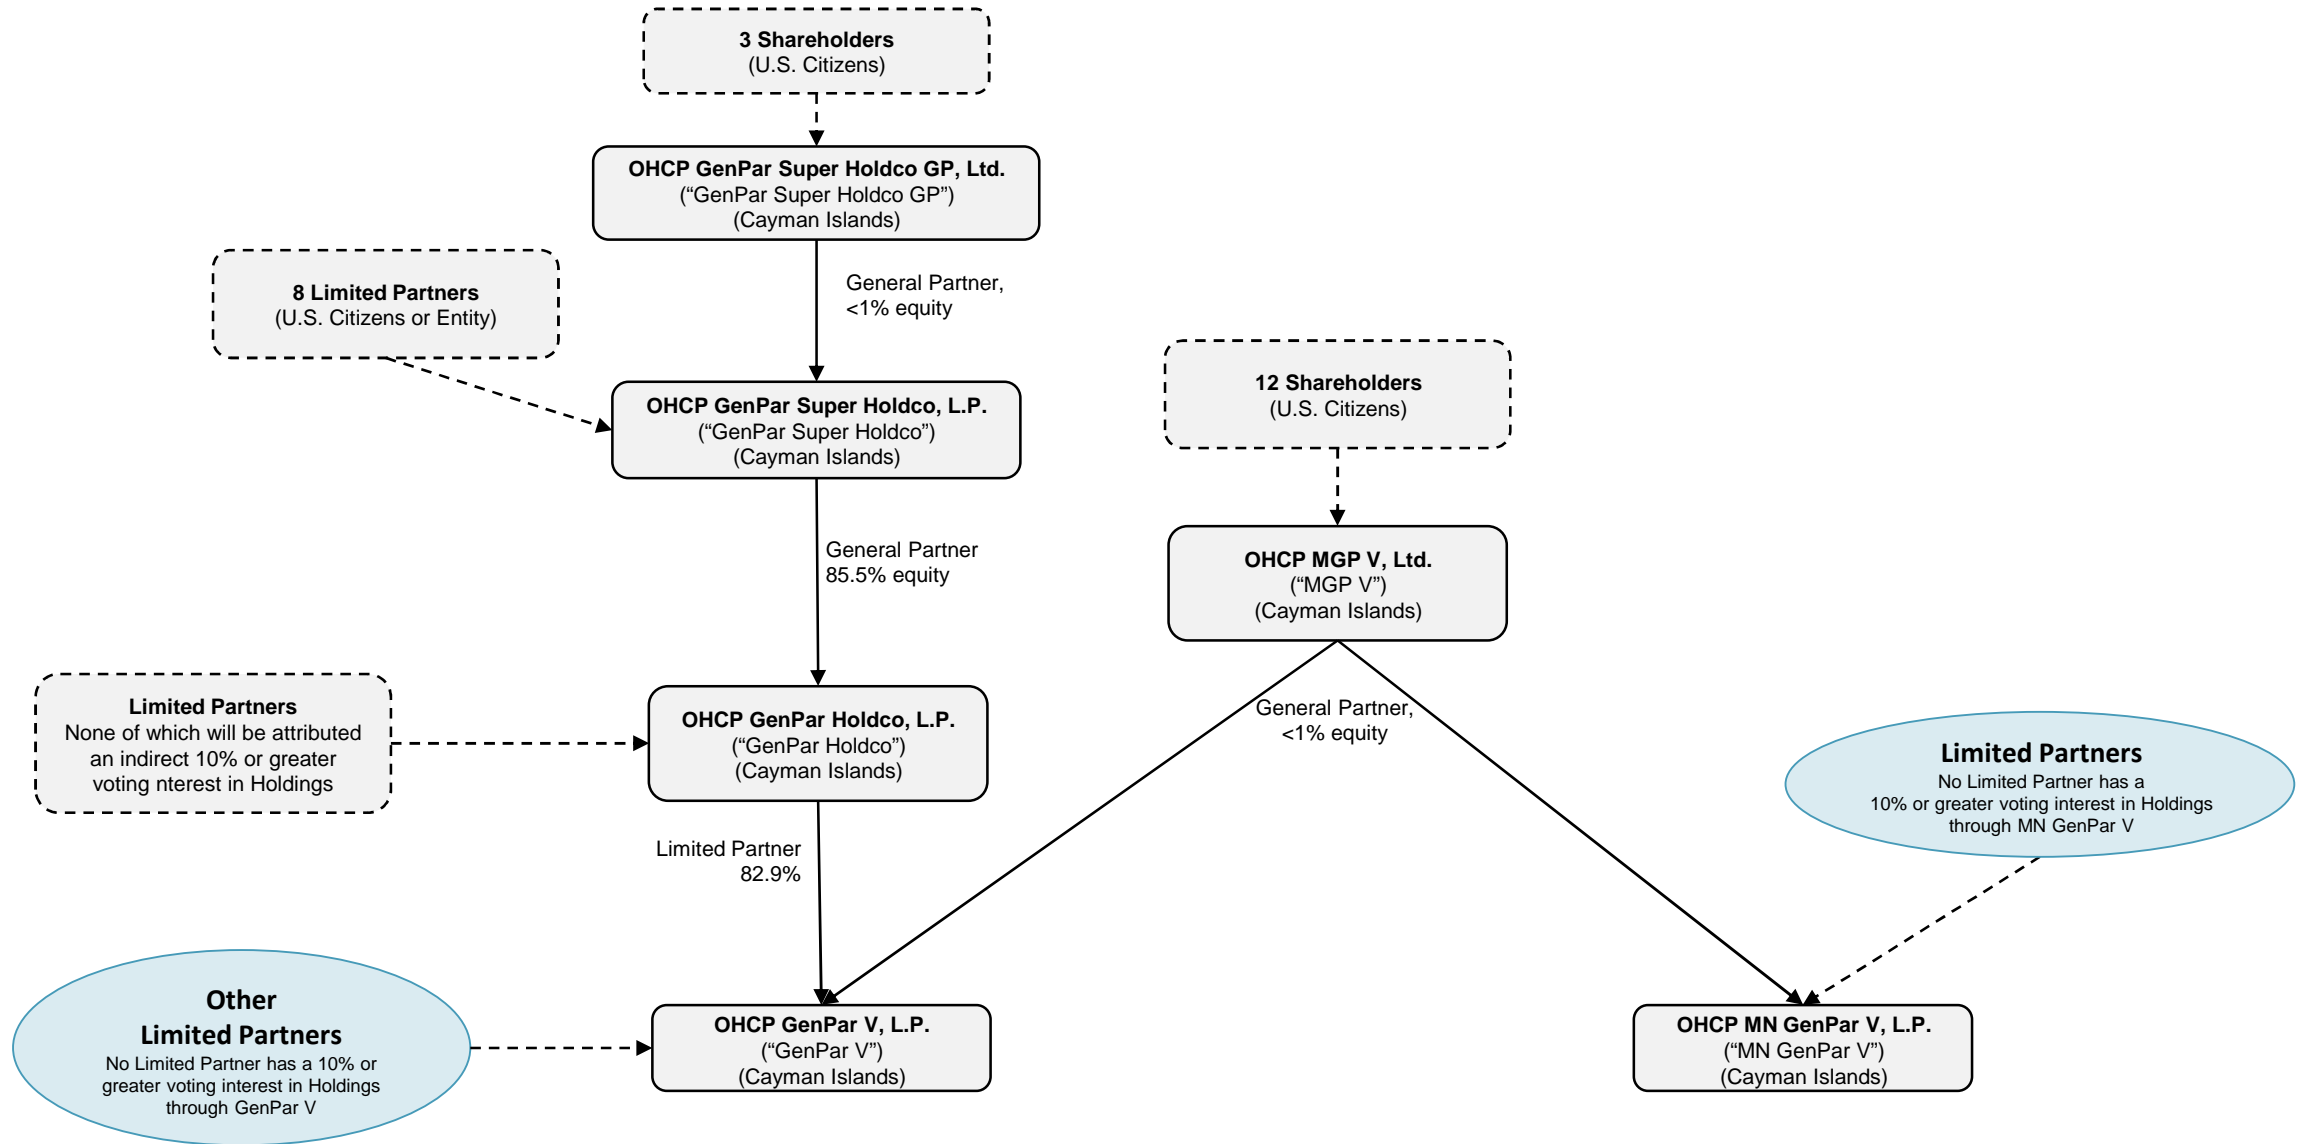 3 Shareholders
(U.S. Citizens)
OHCP GenPar Super Holdco GP, Ltd.
(“GenPar Super Holdco GP”)
(Cayman Islands)
General Partner,
<1% equity
8 Limited Partners
(U.S. Citizens or Entity)
OHCP GenPar Super Holdco, L.P.
(“GenPar Super Holdco”)
(Cayman Islands)
12 Shareholders
(U.S. Citizens)
General Partner
85.5% equity
OHCP MGP V, Ltd.
(“MGP V”)
(Cayman Islands)
Limited Partners
None of which will be attributed
an indirect 10% or greater
voting nterest in Holdings
OHCP GenPar Holdco, L.P.
(“GenPar Holdco”)
(Cayman Islands)
General Partner,
<1% equity
Limited Partners
No Limited Partner has a
10% or greater voting interest in Holdings
through MN GenPar V
Limited Partner
82.9%
Other
Limited Partners
No Limited Partner has a 10% or
greater voting interest in Holdings
through GenPar V
OHCP GenPar V, L.P.
(“GenPar V”)
(Cayman Islands)
OHCP MN GenPar V, L.P.
(“MN GenPar V”)
(Cayman Islands)